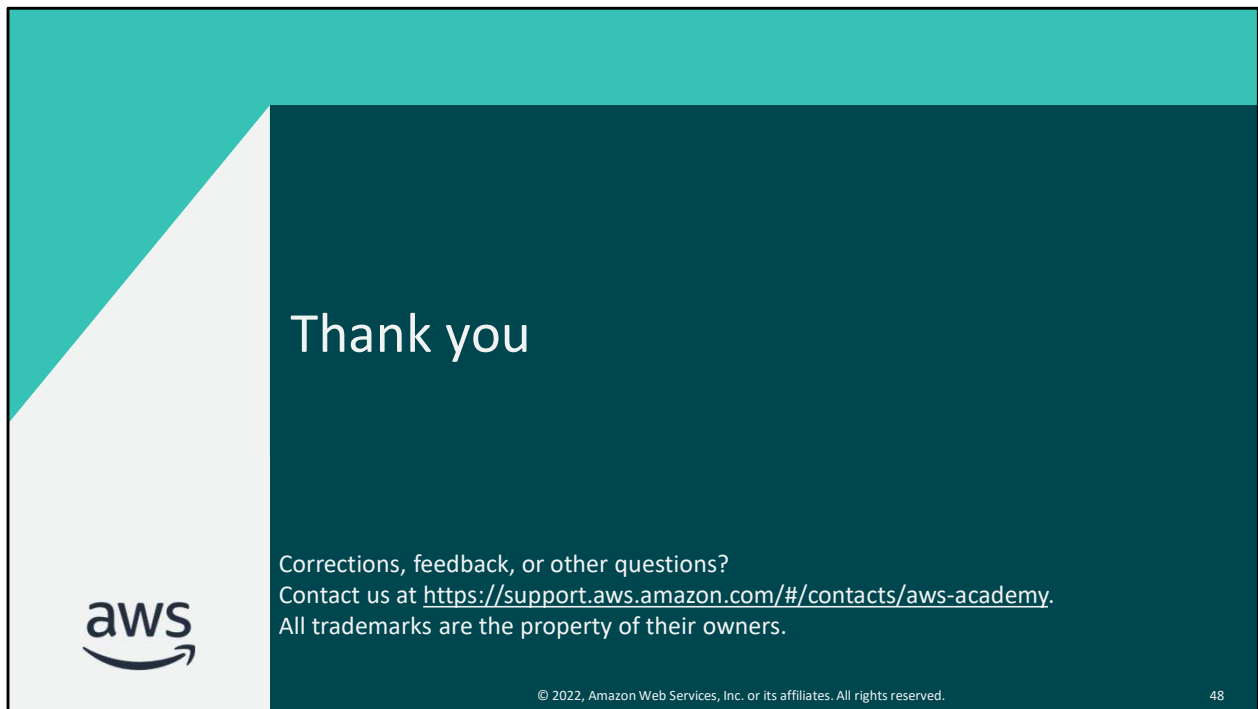 Thank you
Corrections, feedback, or other questions?
Contact us at https://support.aws.amazon.com/#/contacts/aws-academy.
All trademarks are the property of their owners.
aws
© 2022, Amazon Web Services, Inc. or its affiliates. All rights reserved.
48